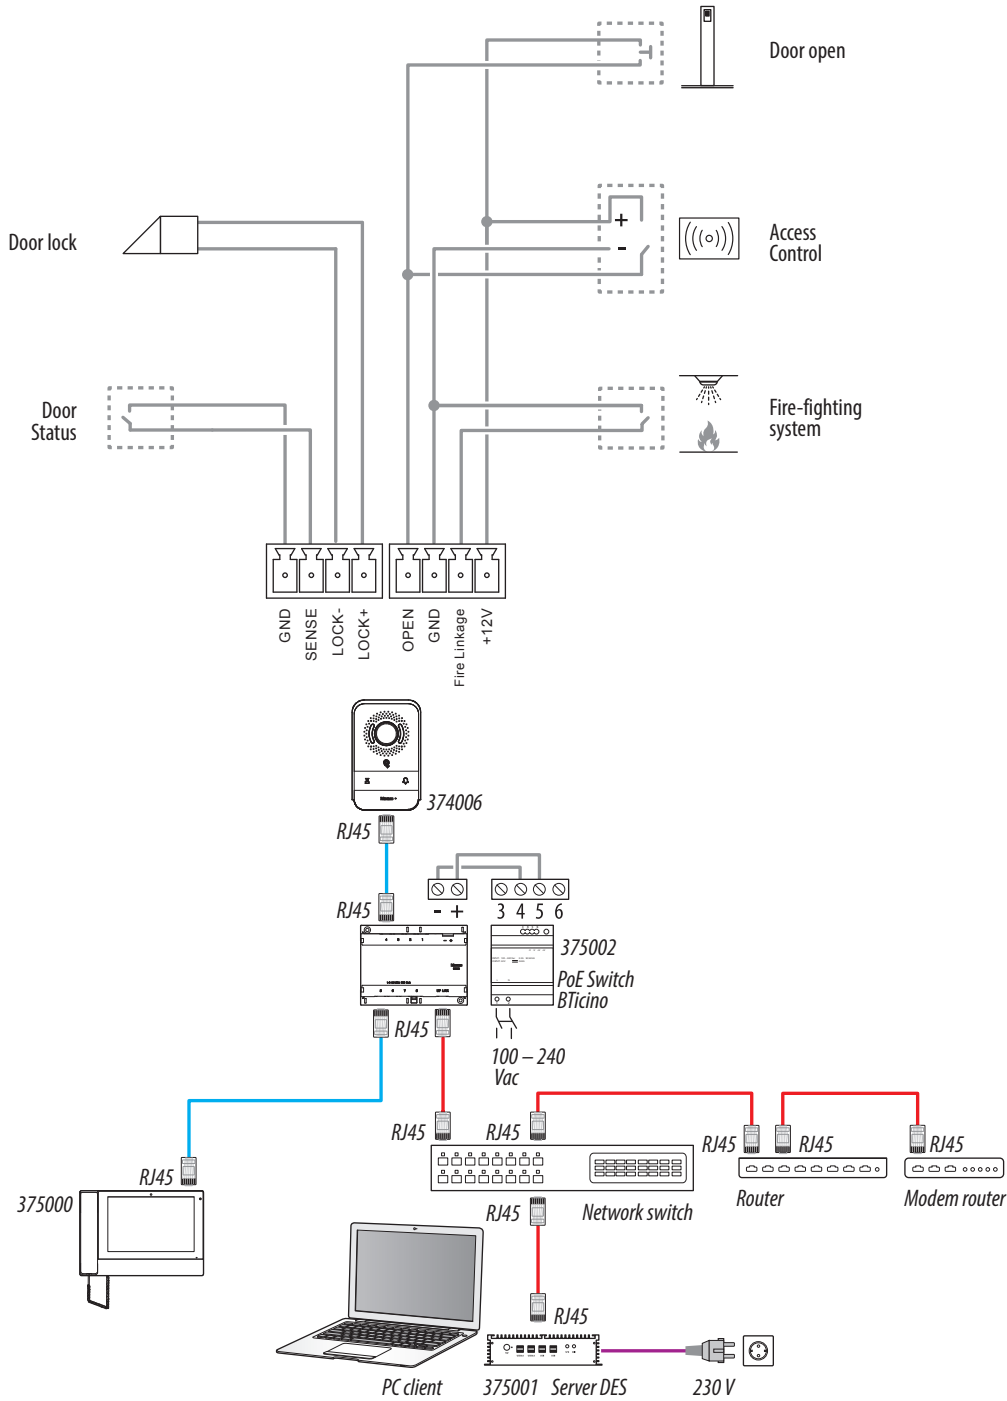 Door open
Door lock
+
-
Access
Control
Door
Status
Fire-fighting
system
GND
SENSE
LOCK-
LOCK+
OPEN
GND
Fire Linkage
+12V
374006
RJ45
RJ45
- +
3 4 5 6
375002
PoE Switch
BTicino
RJ45
100 – 240
Vac
RJ45
RJ45
RJ45
RJ45
RJ45
RJ45
375000
Router
Modem router
RJ45
Network switch
RJ45
PC client
375001
Server DES
230 V